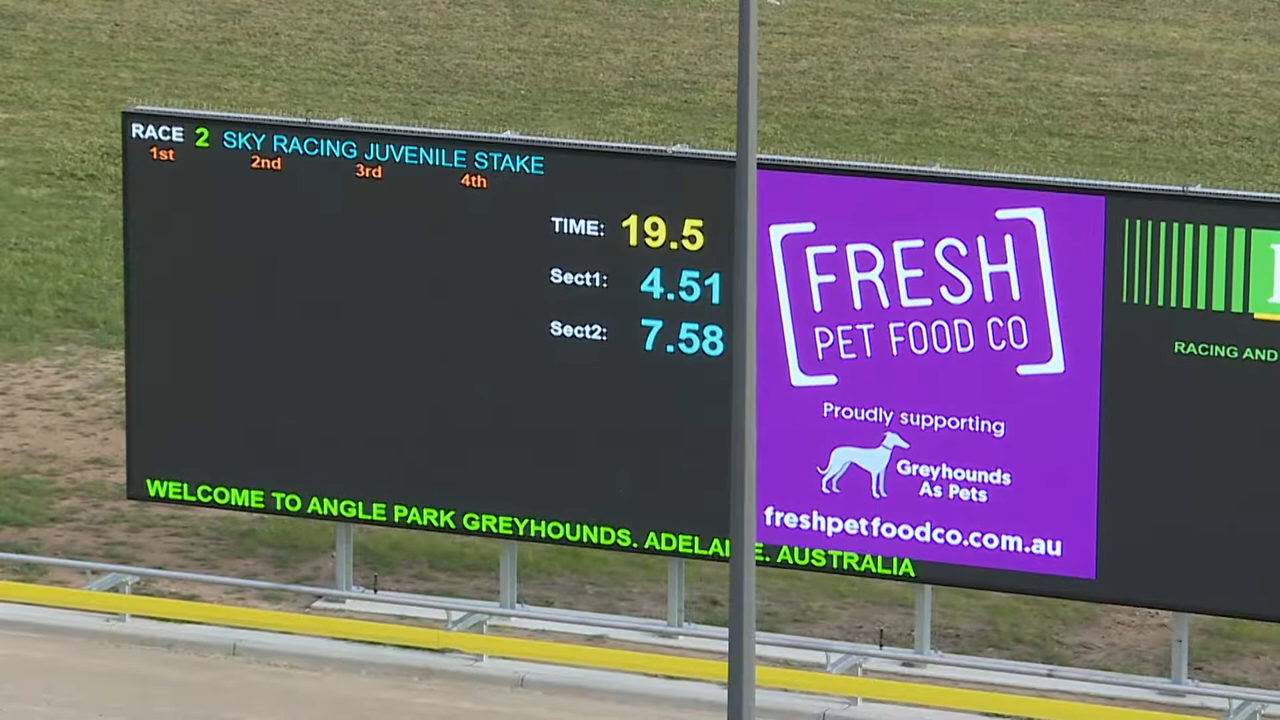 RACE 2 SKY RACING JUVENILE STAKE
1st 2nd 3rd 4th
TIME: 19.5
Sect1: 4.51
Sect2: 7.58
WELCOME TO ANGLE PARK GREYHOUNDS. ADELAIDE. AUSTRALIA
FRESH
PET FOOD CO
Proudly supporting
Greyhounds
As Pets
freshpetfoodco.com.au
RACING AND